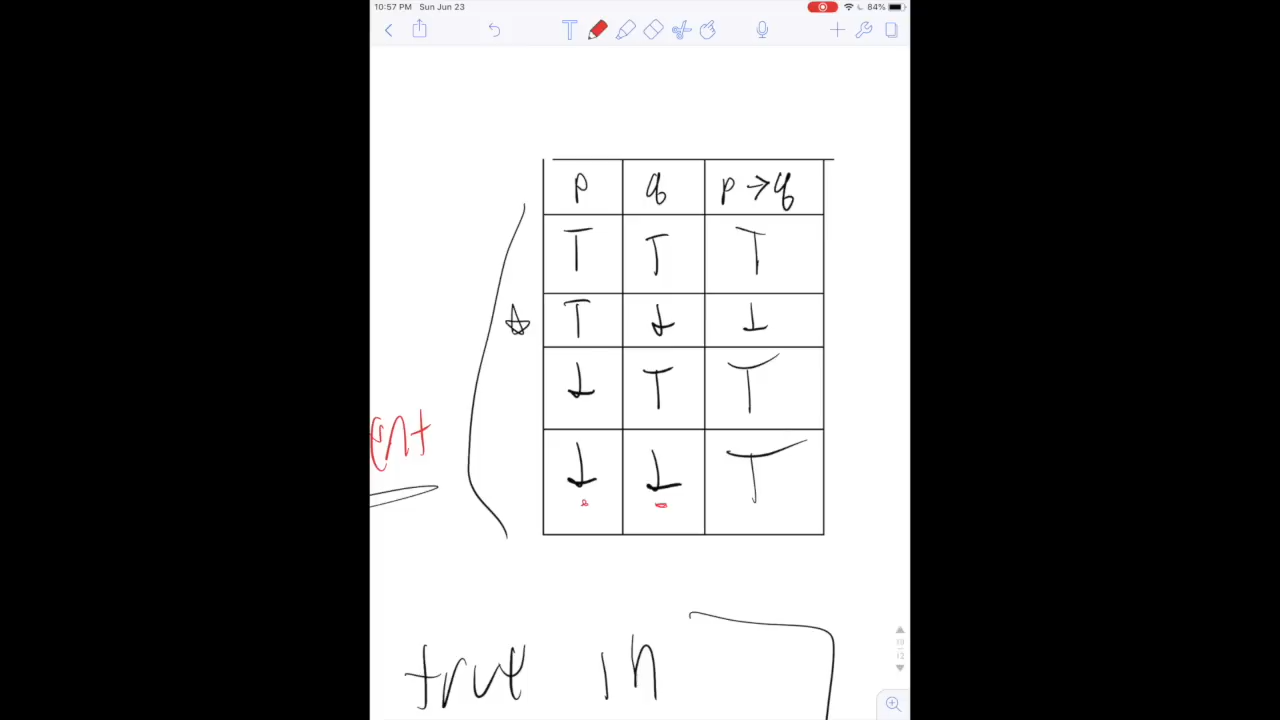 10:57 PM Sun Jun 23 84%
T
p q p → q
T T T
☆ T ⊥ ⊥
⊥ T T
ent
⊥ ⊥ T
true in